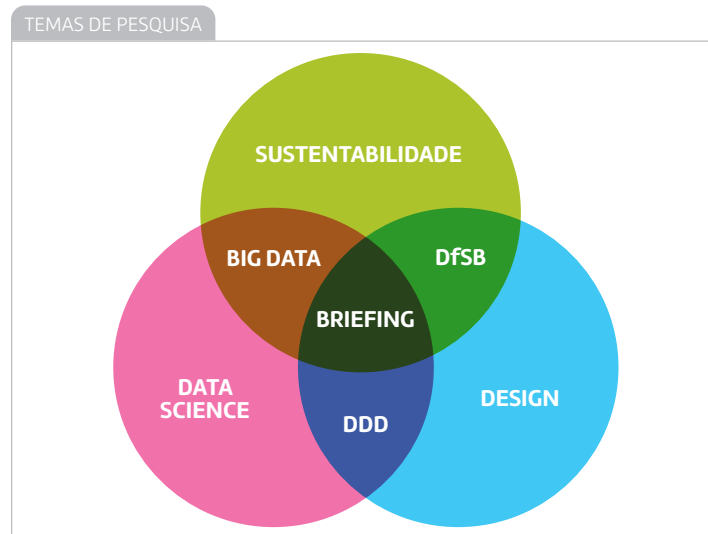 TEMAS DE PESQUISA
SUSTENTABILIDADE
BIG DATA
DfSB
BRIEFING
DATA
SCIENCE
DESIGN
DDD